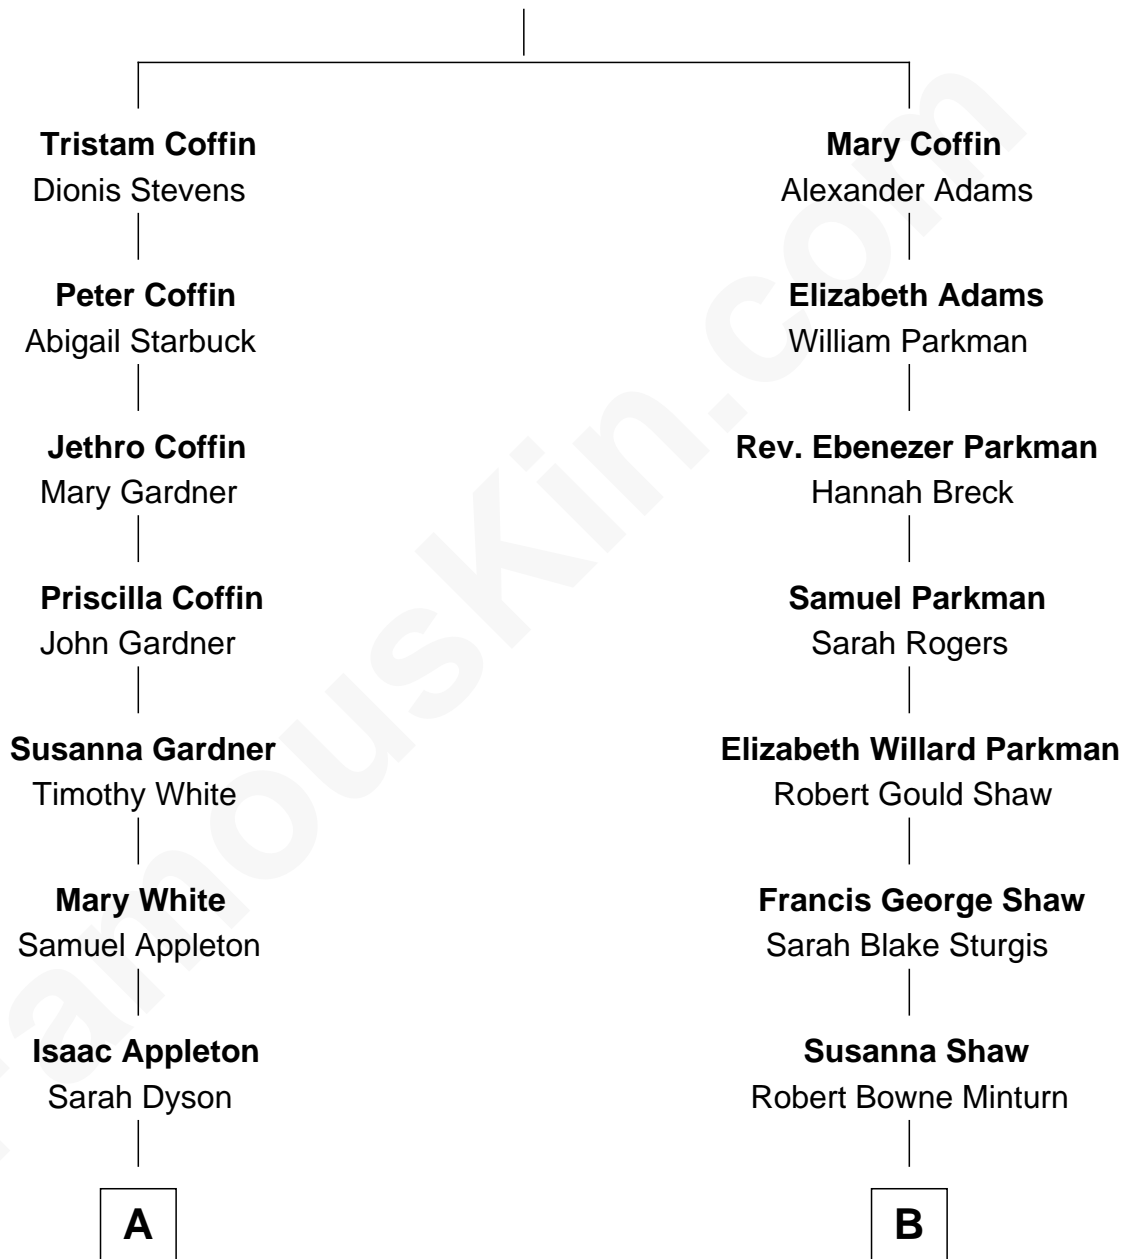 Tristam Coffin
Dionis Stevens
Peter Coffin
Abigail Starbuck
Jethro Coffin
Mary Gardner
Priscilla Coffin
John Gardner
Susanna Gardner
Timothy White
Mary White
Samuel Appleton
Isaac Appleton
Sarah Dyson
A
Mary Coffin
Alexander Adams
Elizabeth Adams
William Parkman
Rev. Ebenezer Parkman
Hannah Breck
Samuel Parkman
Sarah Rogers
Elizabeth Willard Parkman
Robert Gould Shaw
Francis George Shaw
Sarah Blake Sturgis
Susanna Shaw
Robert Bowne Minturn
B
FamousKin.com